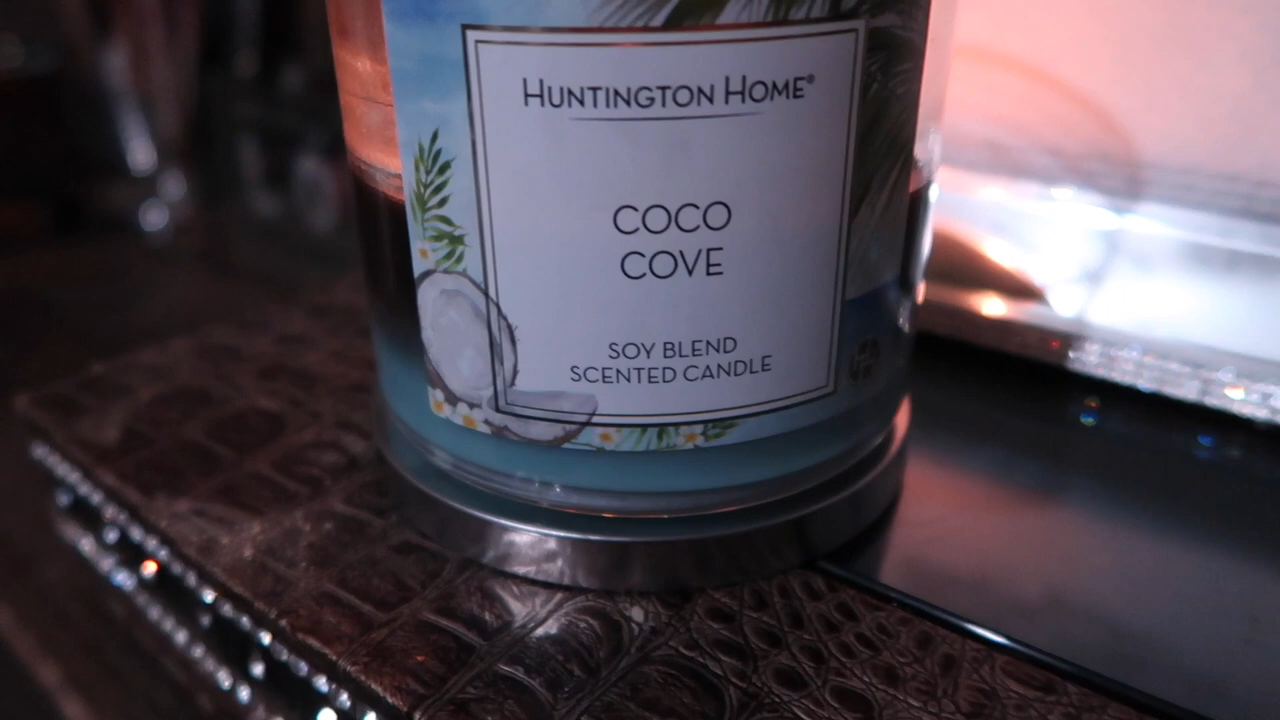 HUNTINGTON HOME®
COCO
COVE
SOY BLEND
SCENTED CANDLE